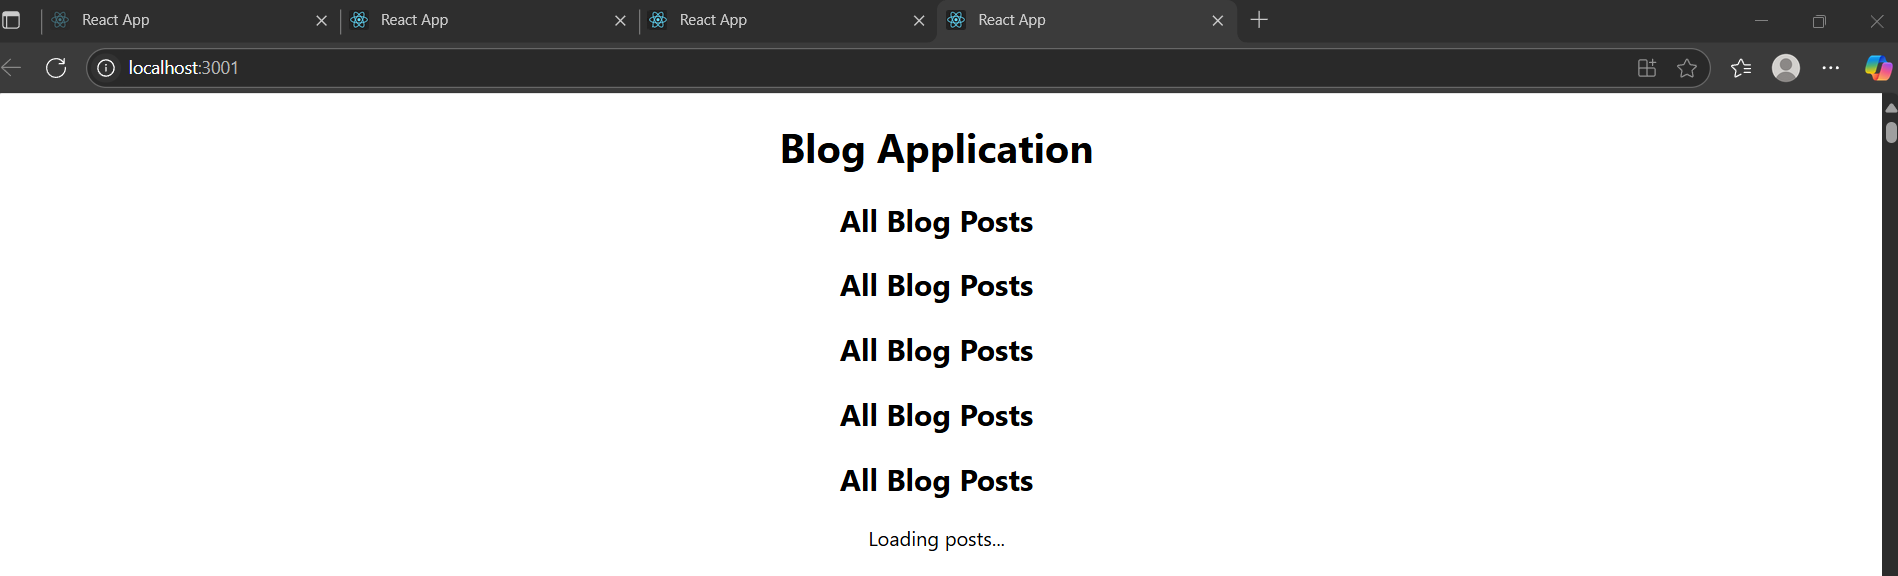 React App
React App
React App
React App
localhost:3001
Blog Application
All Blog Posts
All Blog Posts
All Blog Posts
All Blog Posts
All Blog Posts
Loading posts...